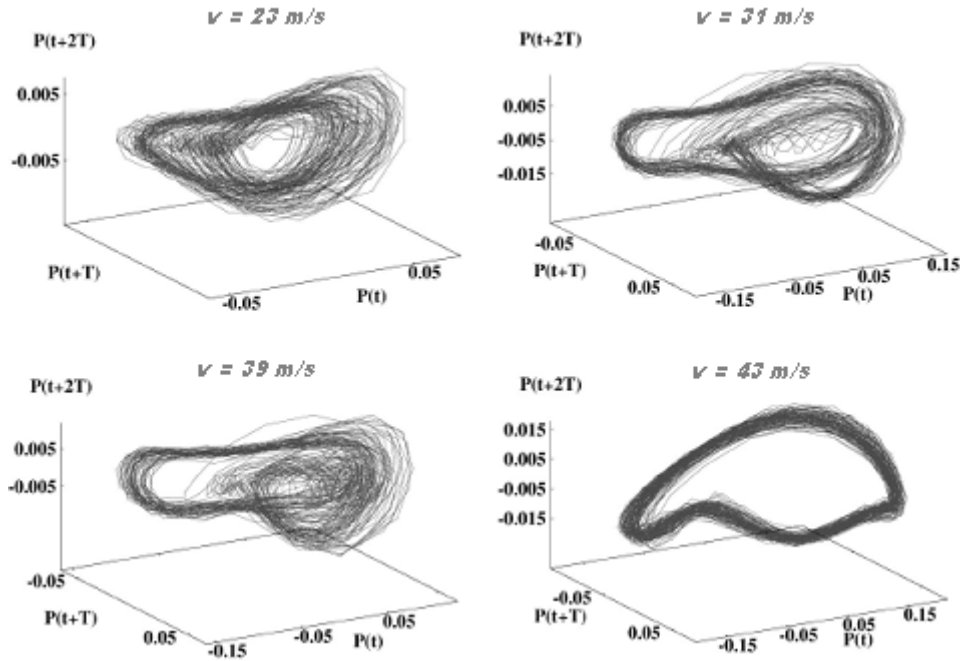 v = 23 m/s
P(t+2T)
0.005
-0.005
P(t+T)
-0.05
P(t)
0.05
v = 31 m/s
P(t+2T)
0.005
-0.005
-0.015
-0.05
P(t+T)
0.05
-0.15
-0.05
P(t)
0.05
0.15
v = 39 m/s
P(t+2T)
0.005
-0.005
-0.05
P(t+T)
0.05
-0.15
-0.05
P(t)
0.05
v = 43 m/s
P(t+2T)
0.015
0.005
-0.005
-0.015
-0.05
P(t+T)
0.05
-0.15
-0.05
P(t)
0.05
0.15